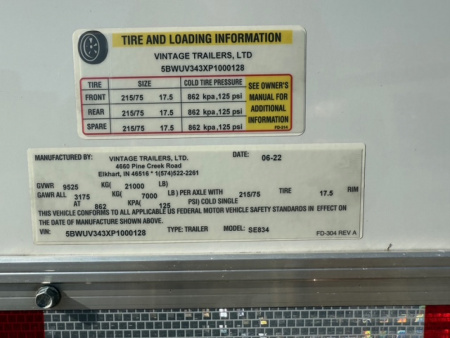 TIRE AND LOADING INFORMATION
VINTAGE TRAILERS, LTD
5BWUV343XP1000128
TIRE SIZE COLD TIRE PRESSURE SEE OWNER'S MANUAL FOR ADDITIONAL INFORMATION
FRONT 215/75 17.5 862 kpa,125 psi
REAR 215/75 17.5 862 kpa,125 psi
SPARE 215/75 17.5 862 kpa,125 psi
FD-504
MANUFACTURED BY: VINTAGE TRAILERS, LTD. DATE: 06-22
4660 Pine Creek Road
Elkhart, IN 46516 * 1(574)522-2261
GVWR 9525 KG( 21000 LB)
GAWR ALL 3175 KG( 7000 LB ) PER AXLE WITH 215/75 TIRE 17.5 RIM
AT 862 KPA( 125 PSI) COLD SINGLE
THIS VEHICLE CONFORMS TO ALL APPLICABLE US FEDERAL MOTOR VEHICLE SAFETY STANDARDS IN EFFECT ON
THE DATE OF MANUFACTURE SHOWN ABOVE.
VIN: 5BWUV343XP1000128 TYPE: TRAILER MODEL: SE834
FD-304 REV A